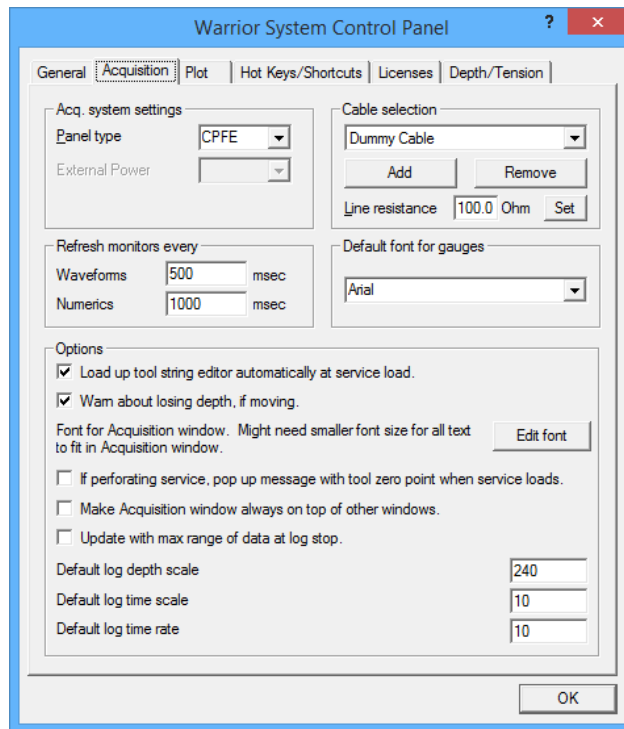 Warrior System Control Panel
? ×
General Acquisition Plot Hot Keys/Shortcuts Licenses Depth/Tension
Acq. system settings
Panel type CPFE
External Power
Cable selection
Dummy Cable
Add Remove
Line resistance 100.0 Ohm Set
Refresh monitors every
Waveforms 500 msec
Numerics 1000 msec
Default font for gauges
Arial
Options
Load up tool string editor automatically at service load.
Warn about losing depth, if moving.
Font for Acquisition window. Might need smaller font size for all text
to fit in Acquisition window.
Edit font
If perforating service, pop up message with tool zero point when service loads.
Make Acquisition window always on top of other windows.
Update with max range of data at log stop.
Default log depth scale 240
Default log time scale 10
Default log time rate 10
OK